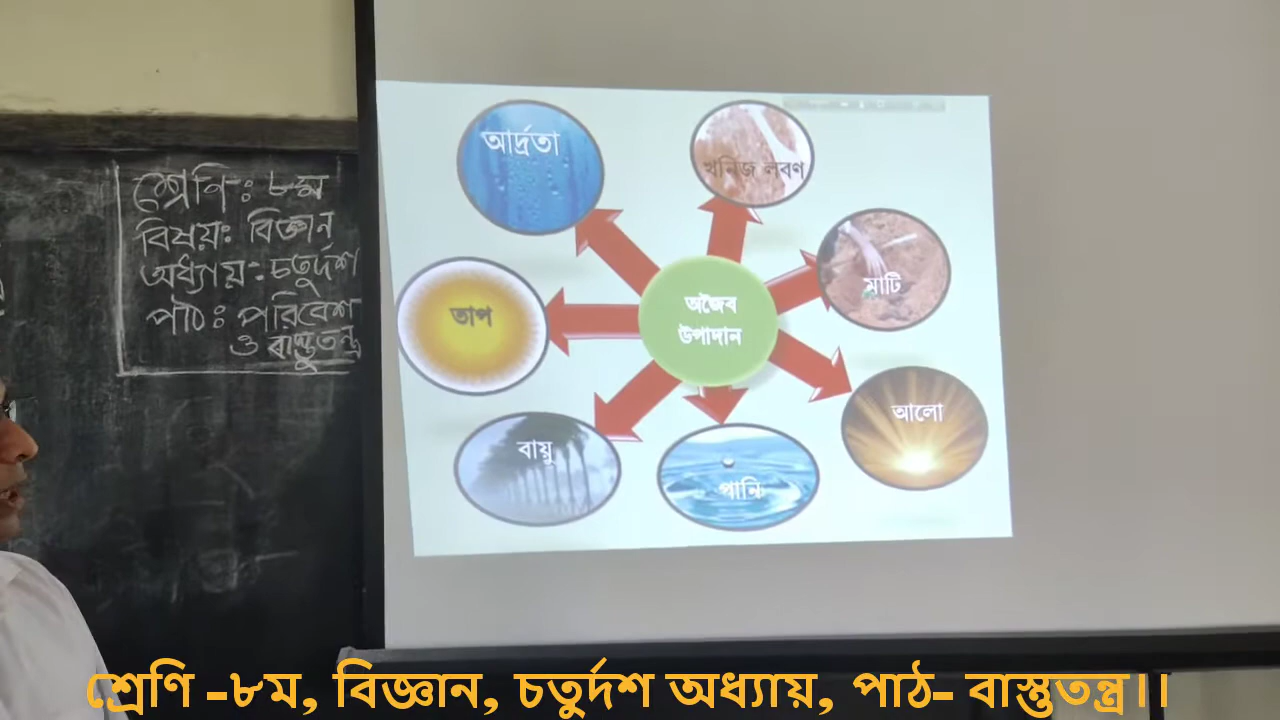 শ্রেণি : ৮ম
বিষয়ঃ বিজ্ঞান
অধ্যায় : চতুর্দশ
পাঠ : পরিবেশ
ও বাস্তুতন্ত্র
আর্দ্রতা
খনিজ লবণ
মাটি
তাপ
অজৈব
উপাদান
আলো
বায়ু
পানি
শ্রেণি -৮ম, বিজ্ঞান, চতুর্দশ অধ্যায়, পাঠ- বাস্তুতন্ত্র।।